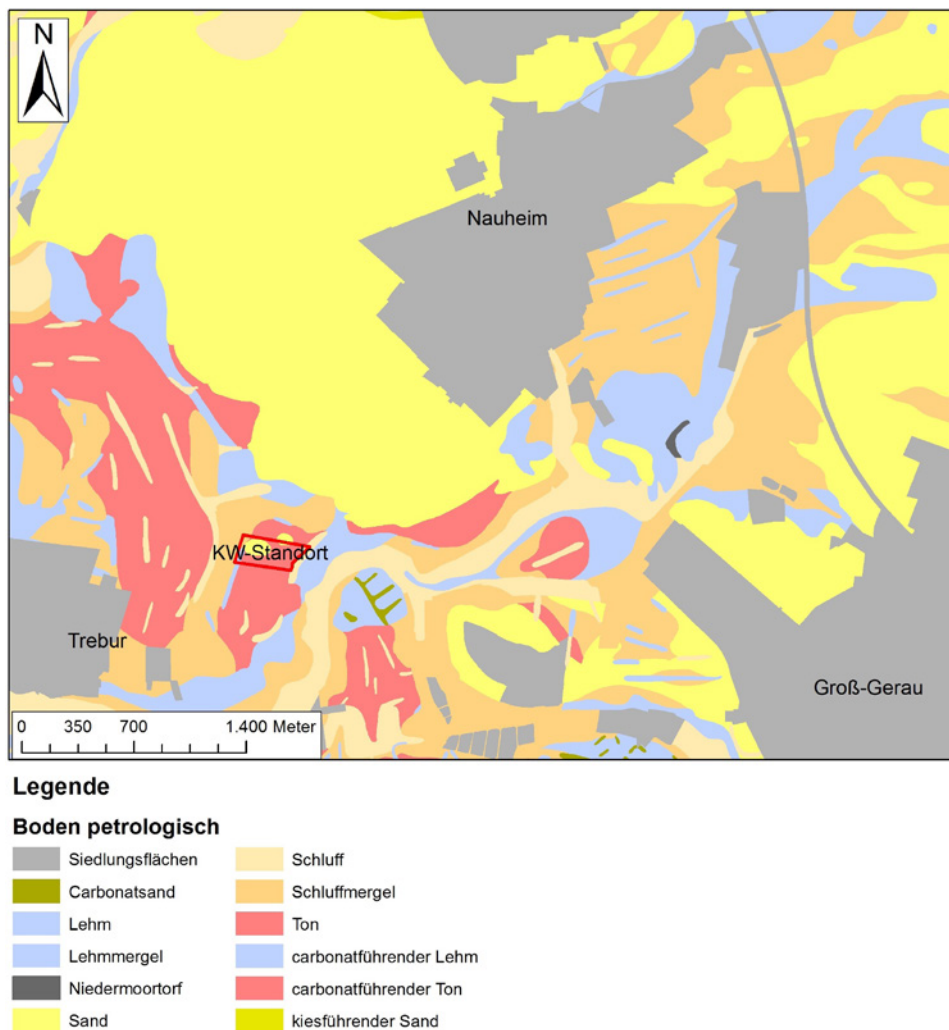 N
Nauheim
KW-Standort
Trebur
Groß-Gerau
0 350 700 1.400 Meter
Legende
Boden petrologisch
Siedlungsflächen
Carbonatsand
Lehm
Lehmmergel
Niedermoortorf
Sand
Schluff
Schluffmergel
Ton
carbonatführender Lehm
carbonatführender Ton
kiesführender Sand